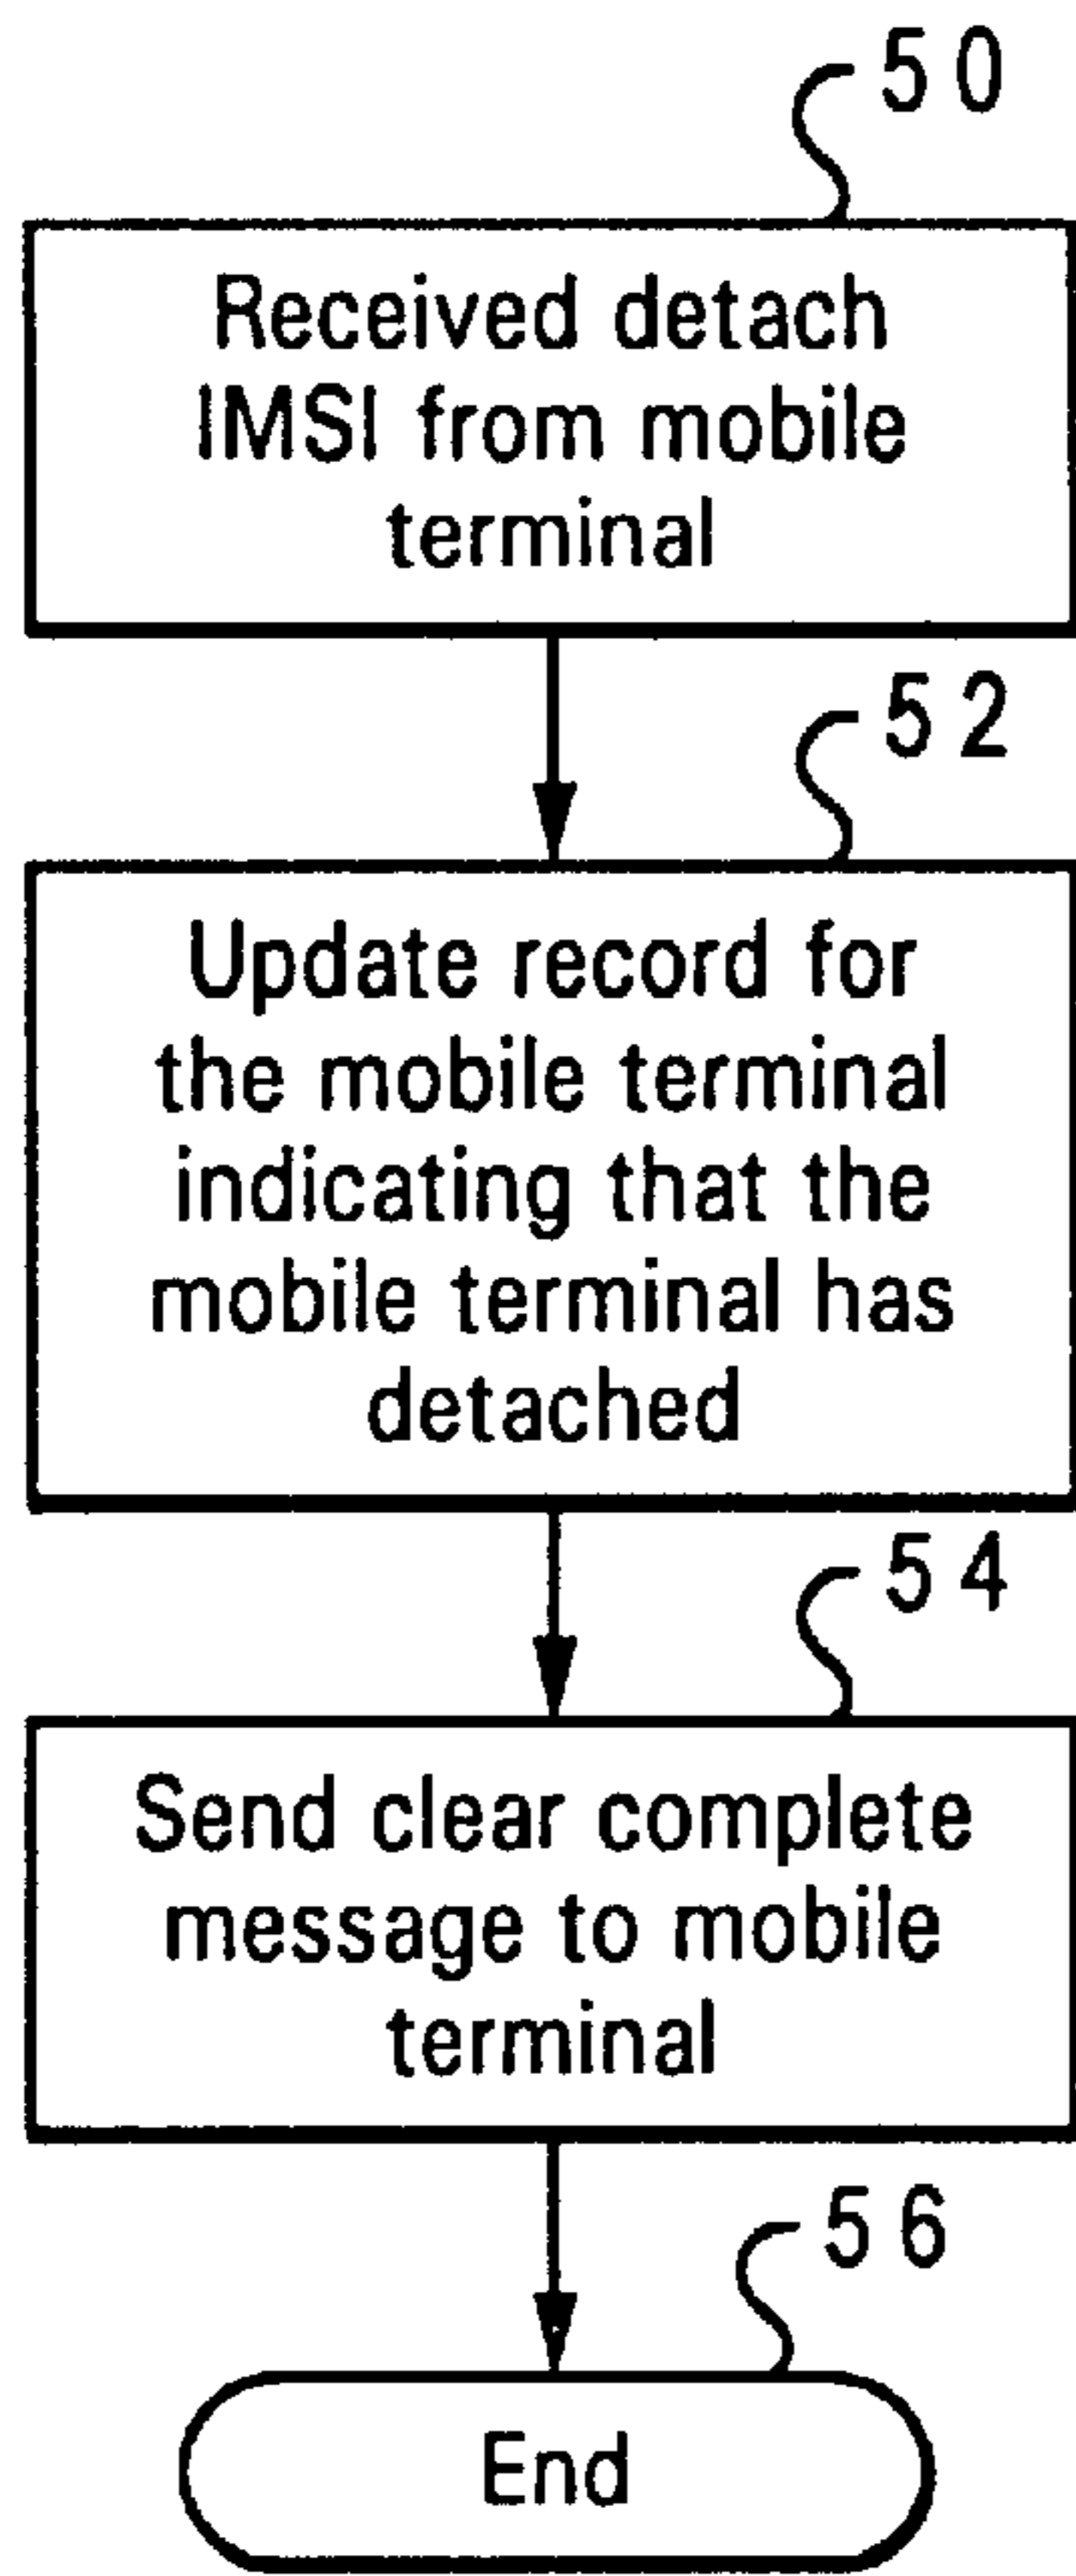 50
Received detach
IMSI from mobile
terminal
52
Update record for
the mobile terminal
indicating that the
mobile terminal has
detached
54
Send clear complete
message to mobile
terminal
56
End